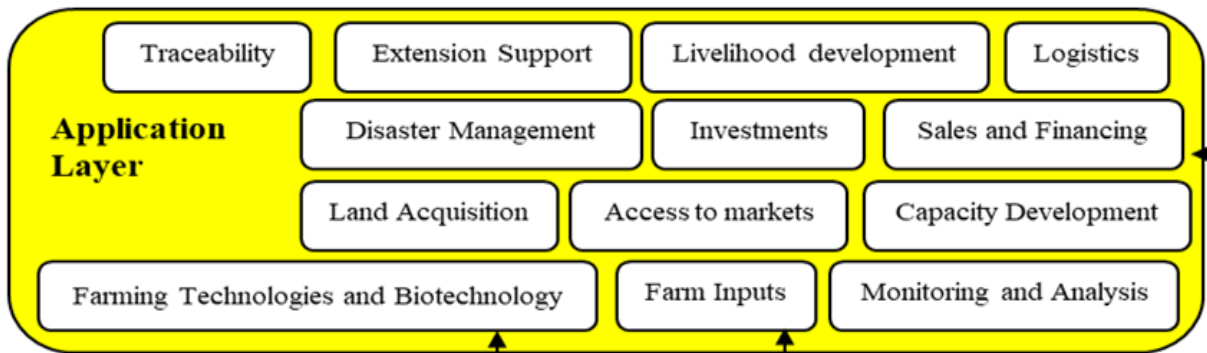 Traceability
Extension Support
Livelihood development
Logistics
Application
Layer
Disaster Management
Investments
Sales and Financing
Land Acquisition
Access to markets
Capacity Development
Farming Technologies and Biotechnology
Farm Inputs
Monitoring and Analysis